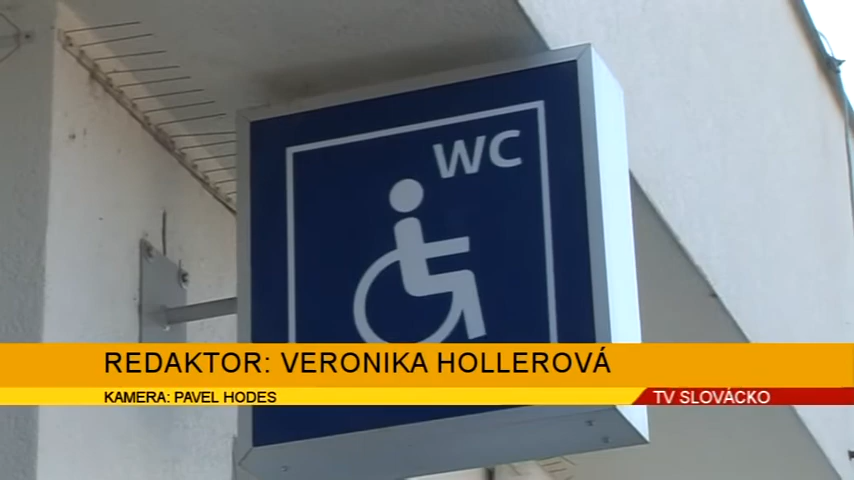 WC
REDAKTOR: VERONIKA HOLLEROVÁ
KAMERA: PAVEL HODES
TV SLOVÁCKO